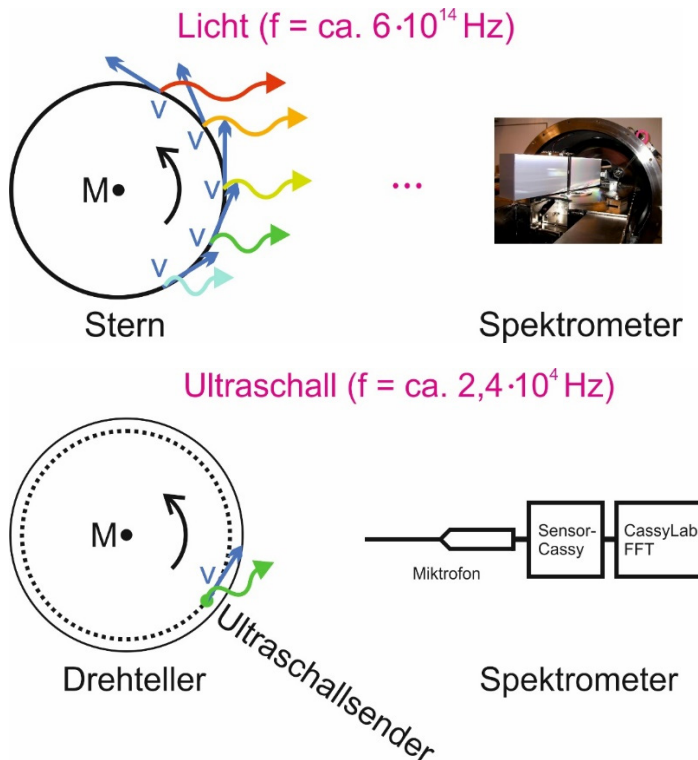 Licht (f = ca. 6·10¹⁴ Hz)
v
v
v
v
v
M
...
Stern
Spektrometer
Ultraschall (f = ca. 2,4·10⁴ Hz)
M
v
Miktrofon
Sensor-
Cassy
CassyLab
FFT
Ultraschallsender
Drehteller
Spektrometer